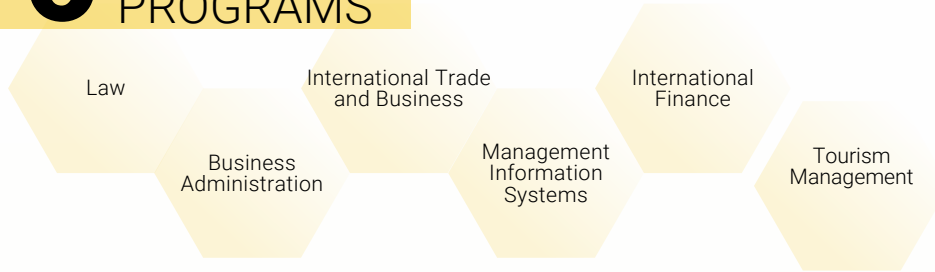 PROGRAMS
Law
Business
Administration
International Trade
and Business
Management
Information
Systems
International
Finance
Tourism
Management